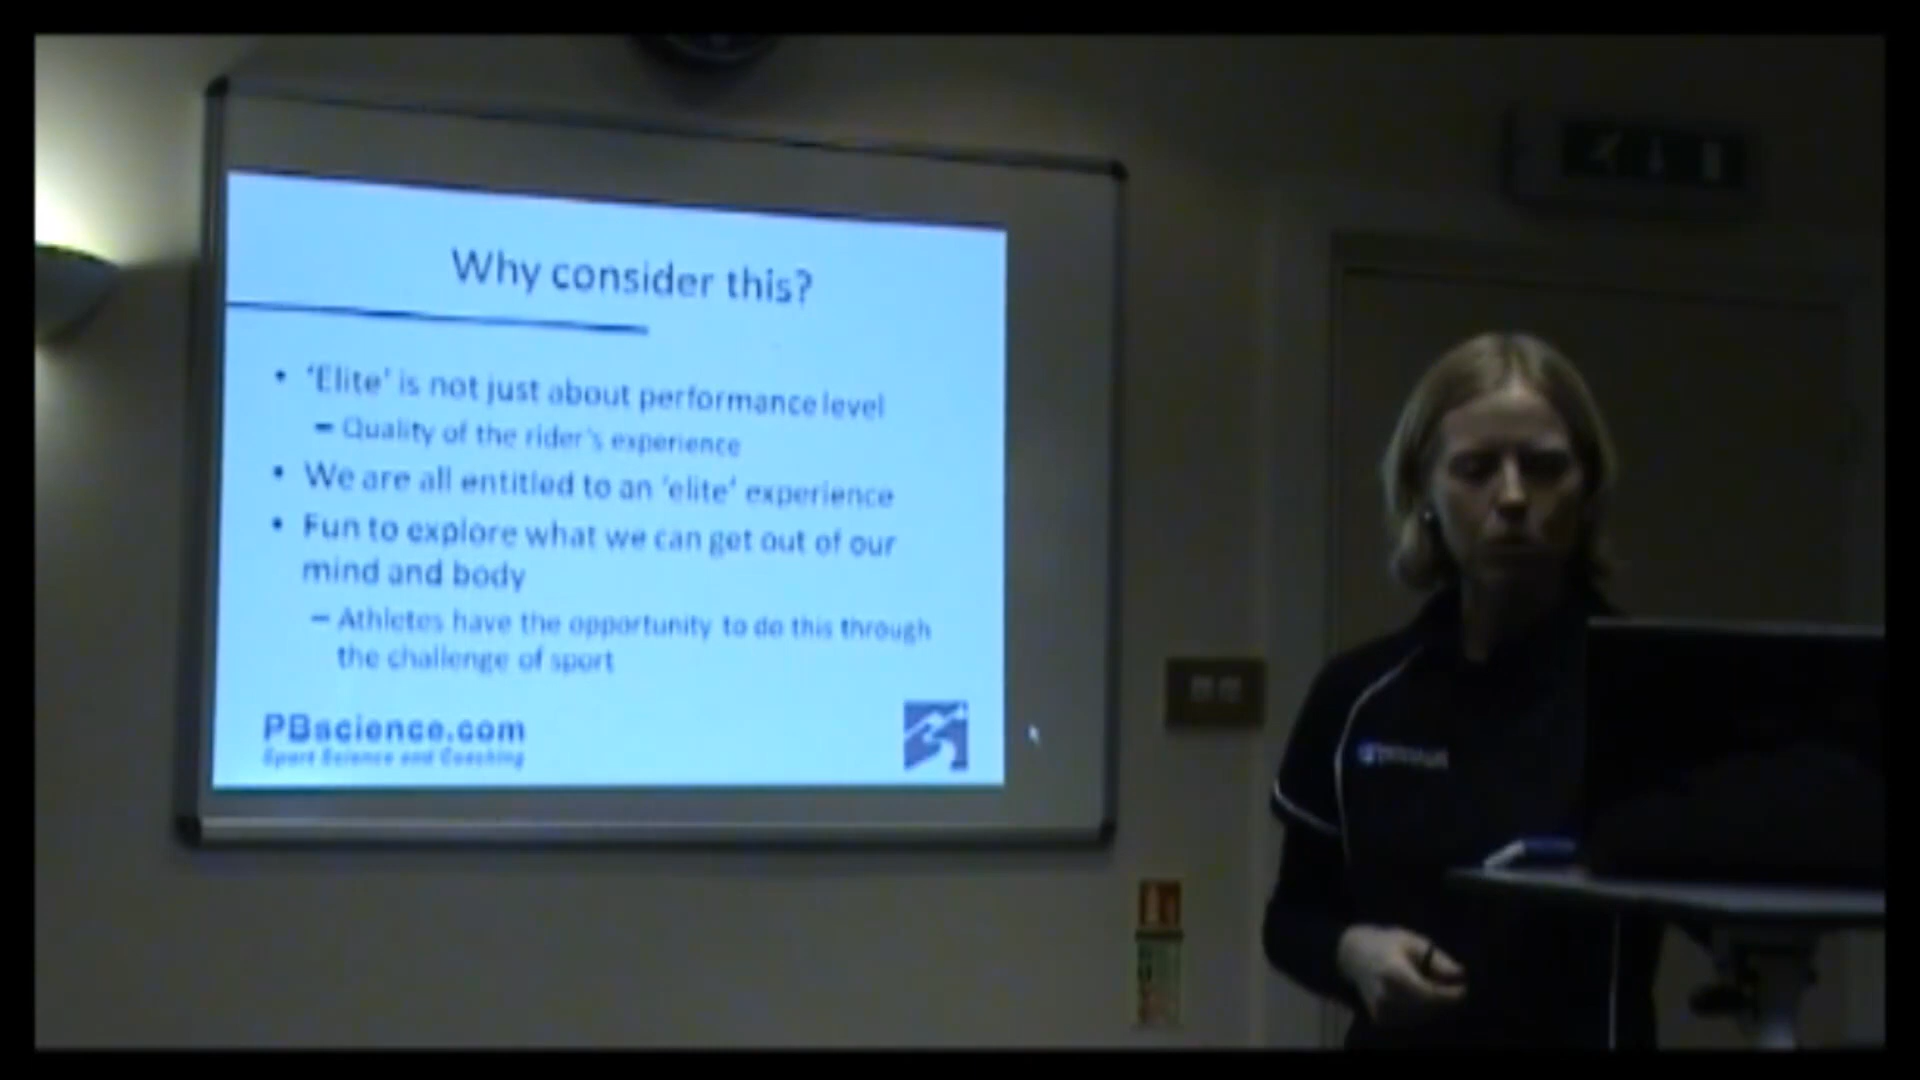 Why consider this?
• 'Elite' is not just about performance level
– Quality of the rider's experience
• We are all entitled to an 'elite' experience
• Fun to explore what we can get out of our
mind and body
– Athletes have the opportunity to do this through
the challenge of sport
PBscience.com
Sport Science and Coaching